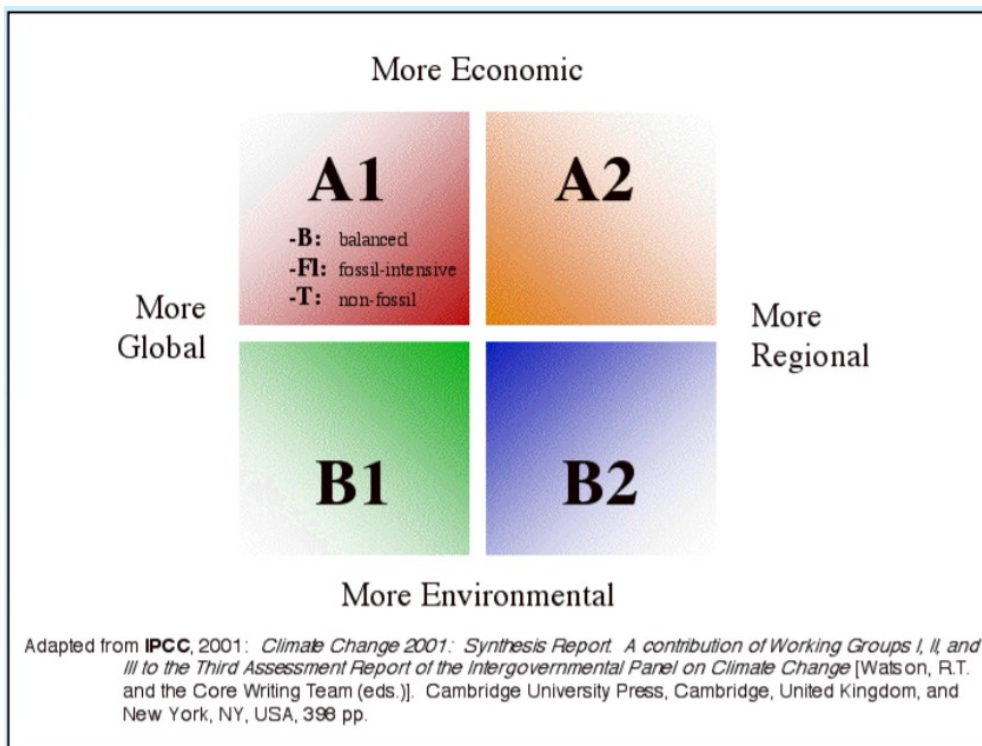 More Economic
A1
-B: balanced
-Fl: fossil-intensive
-T: non-fossil
A2
More
Global
More
Regional
B1
B2
More Environmental
Adapted from IPCC, 2001: Climate Change 2001: Synthesis Report. A contribution of Working Groups I, II, and
III to the Third Assessment Report of the Intergovernmental Panel on Climate Change [Watson, R.T.
and the Core Writing Team (eds.)]. Cambridge University Press, Cambridge, United Kingdom, and
New York, NY, USA, 398 pp.